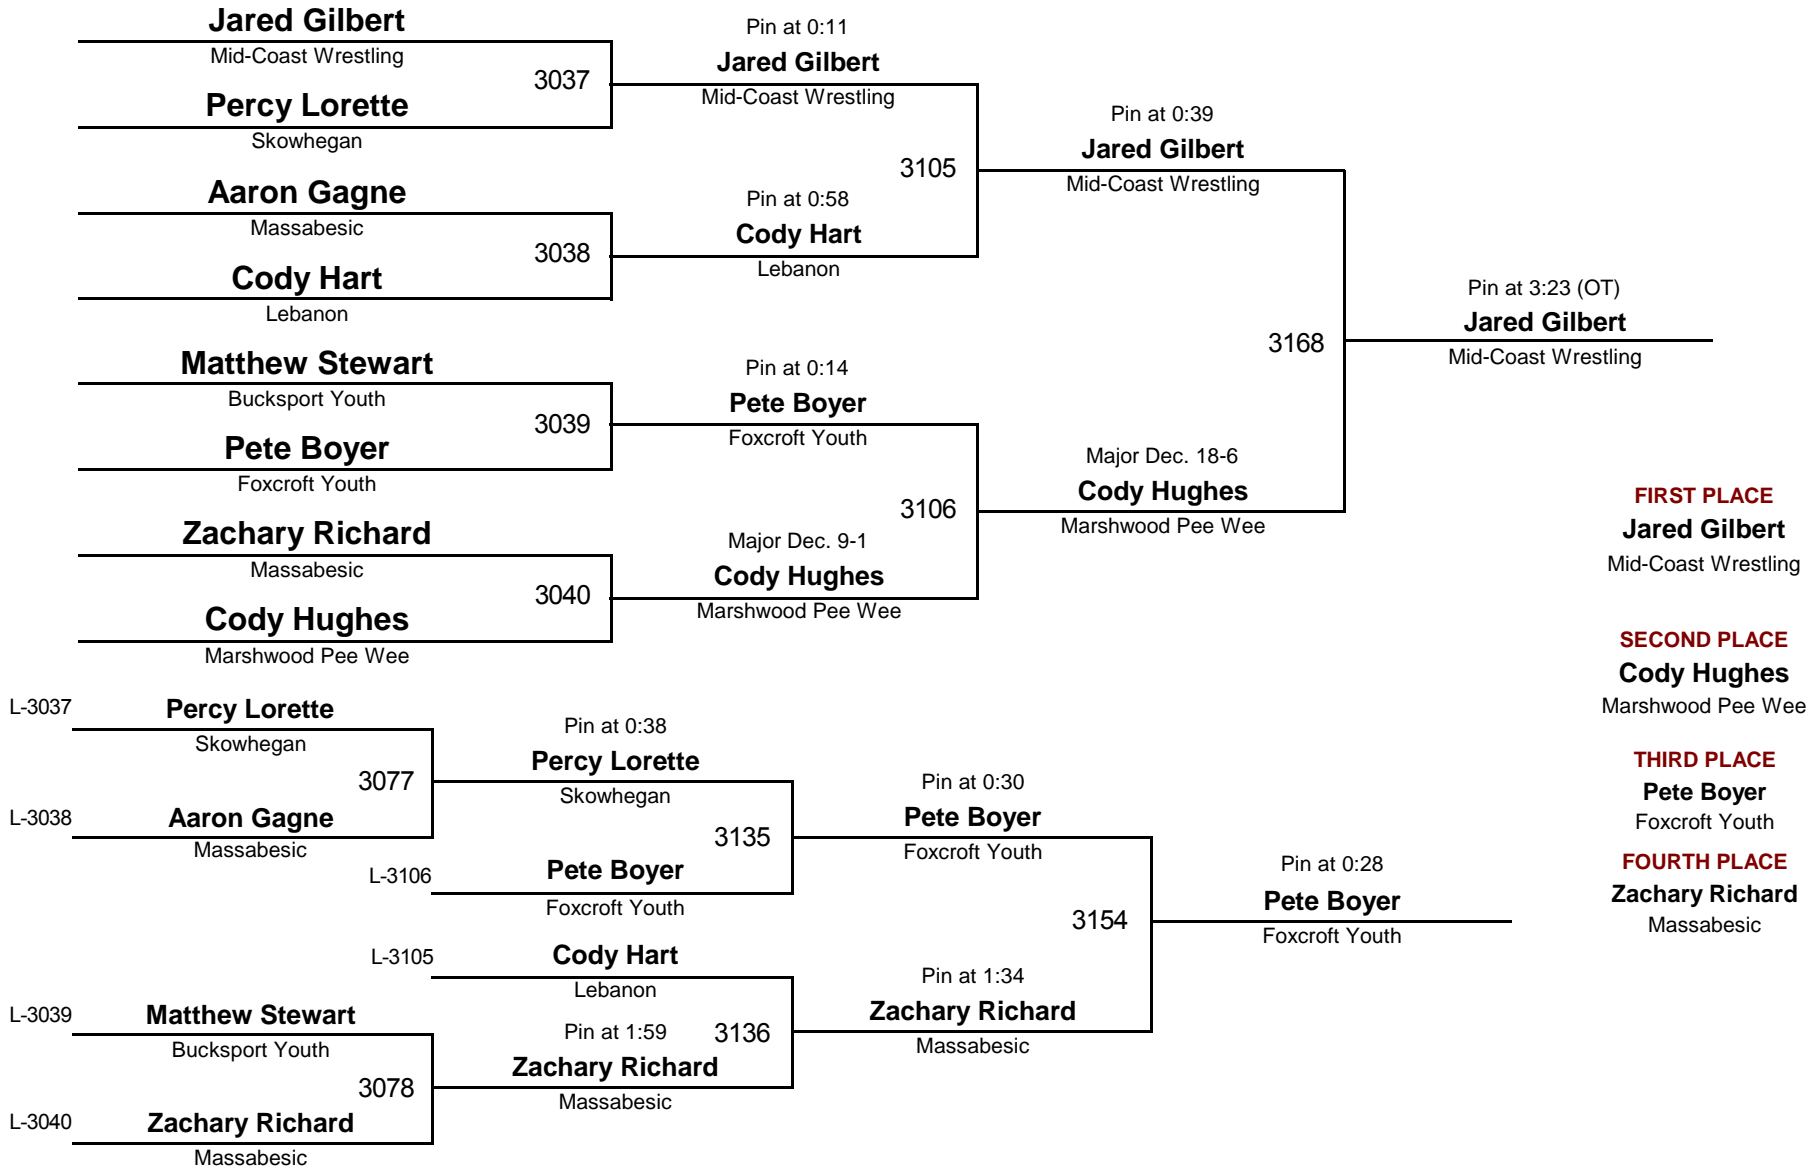 Jared Gilbert
Mid-Coast Wrestling
3037
Percy Lorette
Skowhegan
Aaron Gagne
Massabesic
3038
Cody Hart
Lebanon
Matthew Stewart
Bucksport Youth
3039
Pete Boyer
Foxcroft Youth
Zachary Richard
Massabesic
3040
Cody Hughes
Marshwood Pee Wee
Pin at 0:11
Jared Gilbert
Mid-Coast Wrestling
3105
Pin at 0:58
Cody Hart
Lebanon
Pin at 0:14
Pete Boyer
Foxcroft Youth
3106
Major Dec. 9-1
Cody Hughes
Marshwood Pee Wee
Pin at 0:39
Jared Gilbert
Mid-Coast Wrestling
3168
Major Dec. 18-6
Cody Hughes
Marshwood Pee Wee
Pin at 3:23 (OT)
Jared Gilbert
Mid-Coast Wrestling
L-3037
Percy Lorette
Skowhegan
3077
L-3038
Aaron Gagne
Massabesic
L-3039
Matthew Stewart
Bucksport Youth
3078
L-3040
Zachary Richard
Massabesic
Pin at 0:38
Percy Lorette
Skowhegan
3135
L-3106
Pete Boyer
Foxcroft Youth
L-3105
Cody Hart
Lebanon
3136
Pin at 1:59
Zachary Richard
Massabesic
Pin at 0:30
Pete Boyer
Foxcroft Youth
3154
Pin at 1:34
Zachary Richard
Massabesic
Pin at 0:28
Pete Boyer
Foxcroft Youth
FIRST PLACE
Jared Gilbert
Mid-Coast Wrestling
SECOND PLACE
Cody Hughes
Marshwood Pee Wee
THIRD PLACE
Pete Boyer
Foxcroft Youth
FOURTH PLACE
Zachary Richard
Massabesic